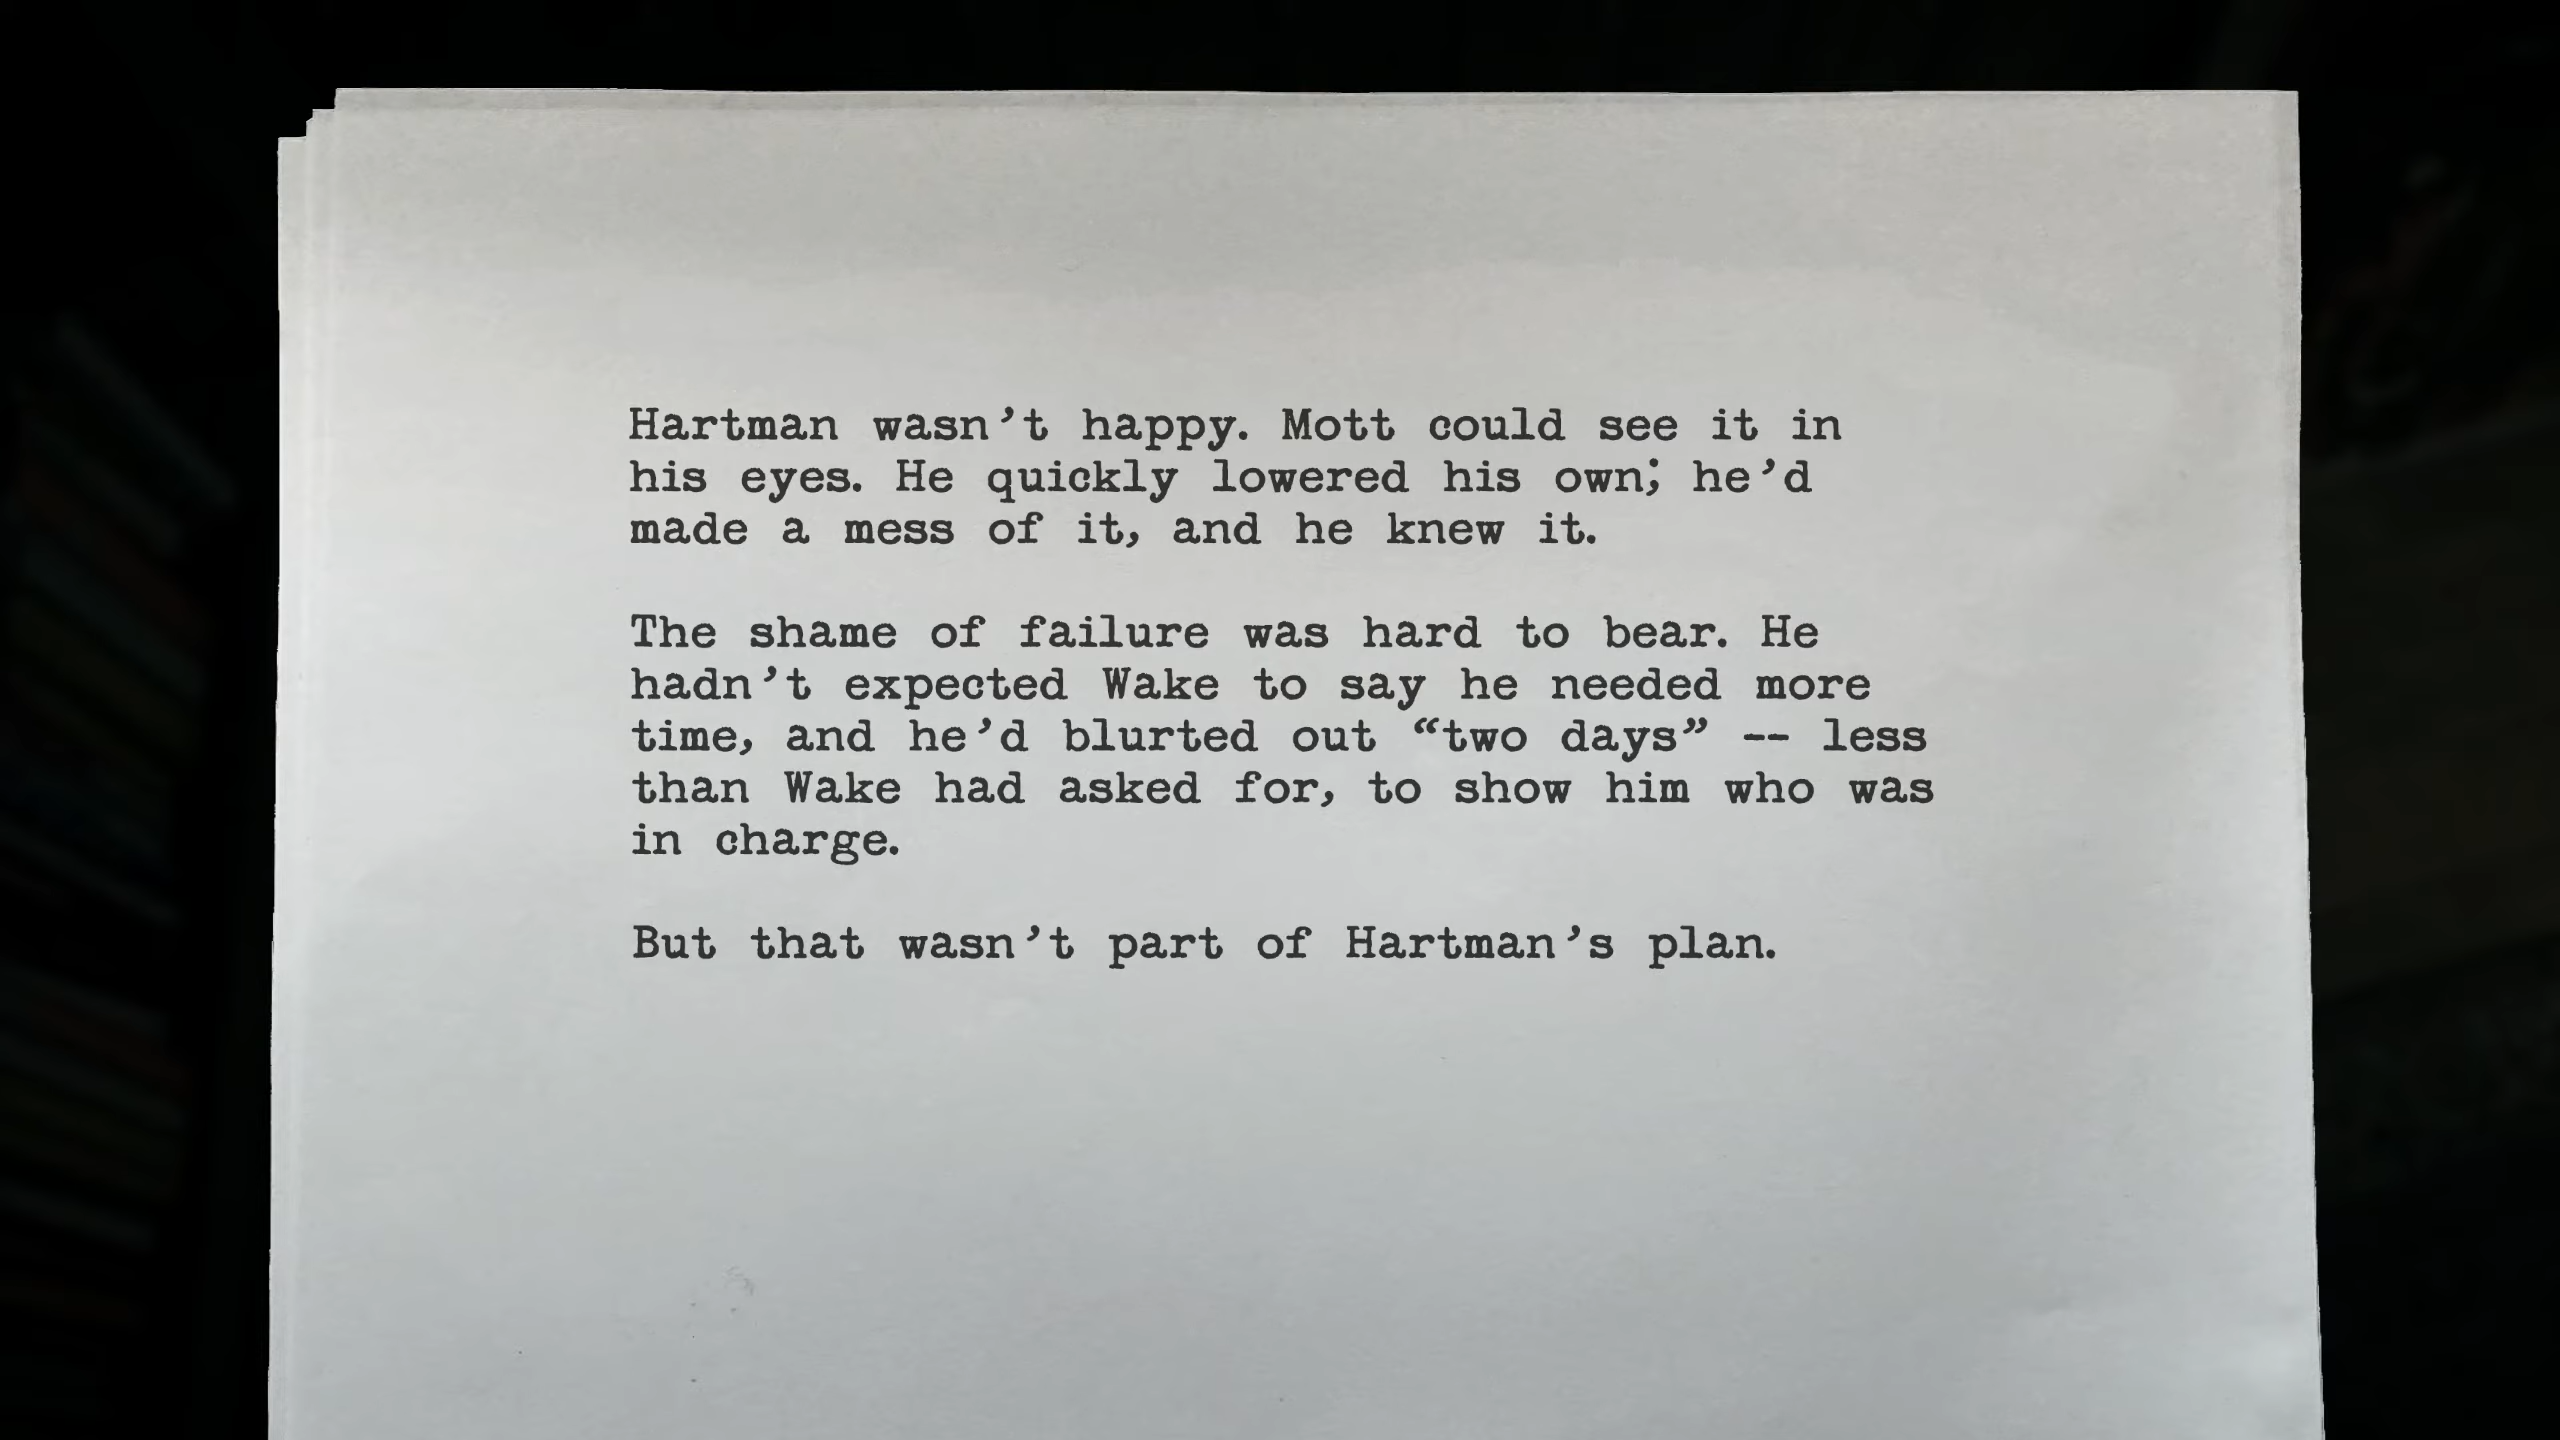 Hartman wasn’t happy. Mott could see it in
his eyes. He quickly lowered his own; he’d
made a mess of it, and he knew it.
The shame of failure was hard to bear. He
hadn’t expected Wake to say he needed more
time, and he’d blurted out “two days” -- less
than Wake had asked for, to show him who was
in charge.
But that wasn’t part of Hartman’s plan.